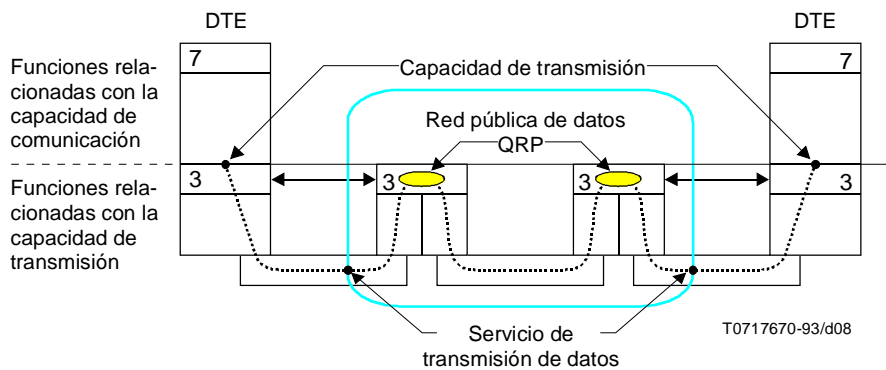 DTE
DTE
7
7
Funciones rela-
cionadas con la
capacidad de
comunicación
Capacidad de transmisión
Red pública de datos
QRP
3
3
3
3
Funciones rela-
cionadas con la
capacidad de
transmisión
Servicio de
transmisión de datos
T0717670-93/d08